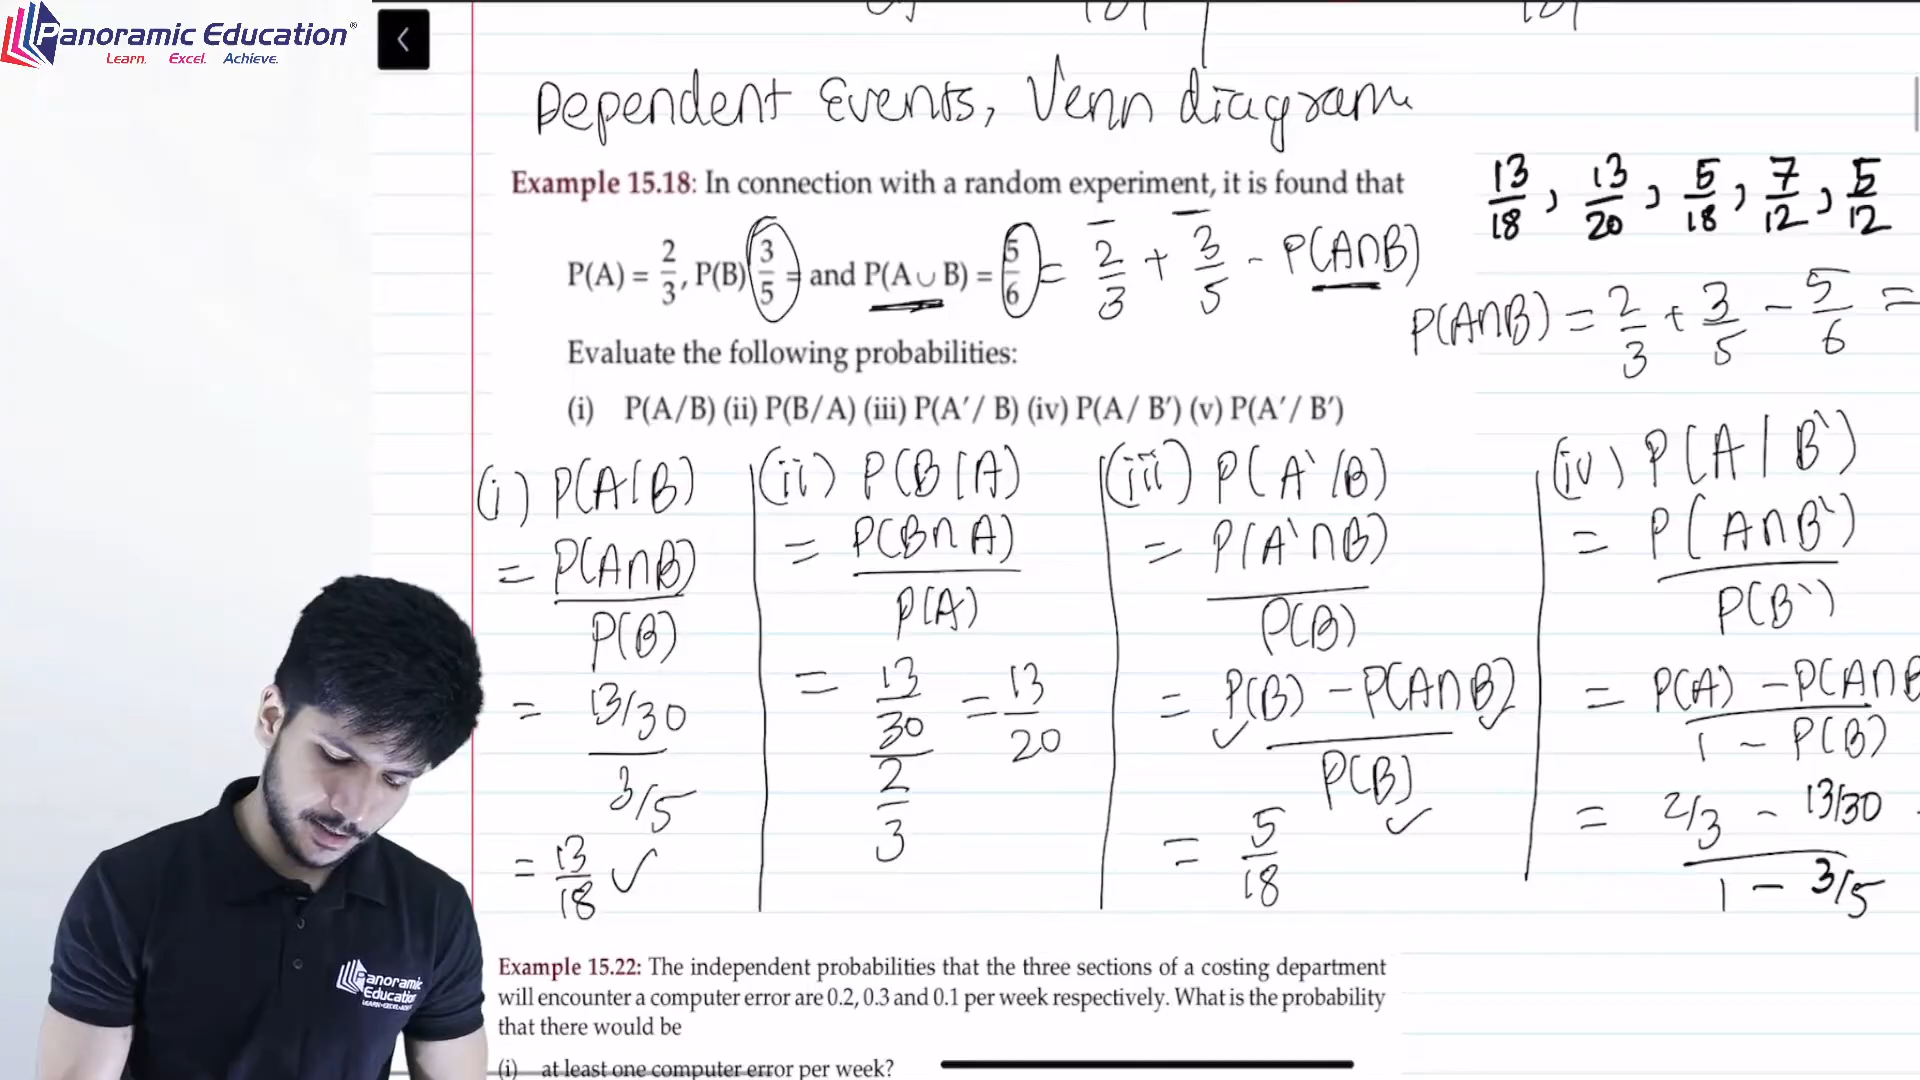 Panoramic Education®
Learn. Excel. Achieve.
Dependent Events, Venn diagram
Example 15.18: In connection with a random experiment, it is found that
13/18, 13/20, 5/18, 7/12, 5/12
P(A) = 2/3, P(B) 3/5 = and P(A ∪ B) = 5/6 = 2/3 + 3/5 - P(A∩B)
P(A∩B) = 2/3 + 3/5 - 5/6 =
Evaluate the following probabilities:
(i) P(A/B) (ii) P(B/A) (iii) P(A′/ B) (iv) P(A/ B′) (v) P(A′/ B′)
(i) P(A/B)
= P(A∩B)/P(B)
= 13/30 / 3/5
= 13/18 ✓
(ii) P(B/A)
= P(B∩A)/P(A)
= 13/30 / 2/3 = 13/20
(iii) P(A`/B)
= P(A`∩B)/P(B)
= P(B) - P(A∩B)/P(B)
= 5/18
(iv) P(A/B`)
= P(A∩B`)/P(B`)
= P(A) - P(A∩B/1 - P(B)
= 2/3 - 13/30 / 1 - 3/5
Panoramic
Education
Example 15.22: The independent probabilities that the three sections of a costing department
will encounter a computer error are 0.2, 0.3 and 0.1 per week respectively. What is the probability
that there would be
(i) at least one computer error per week?